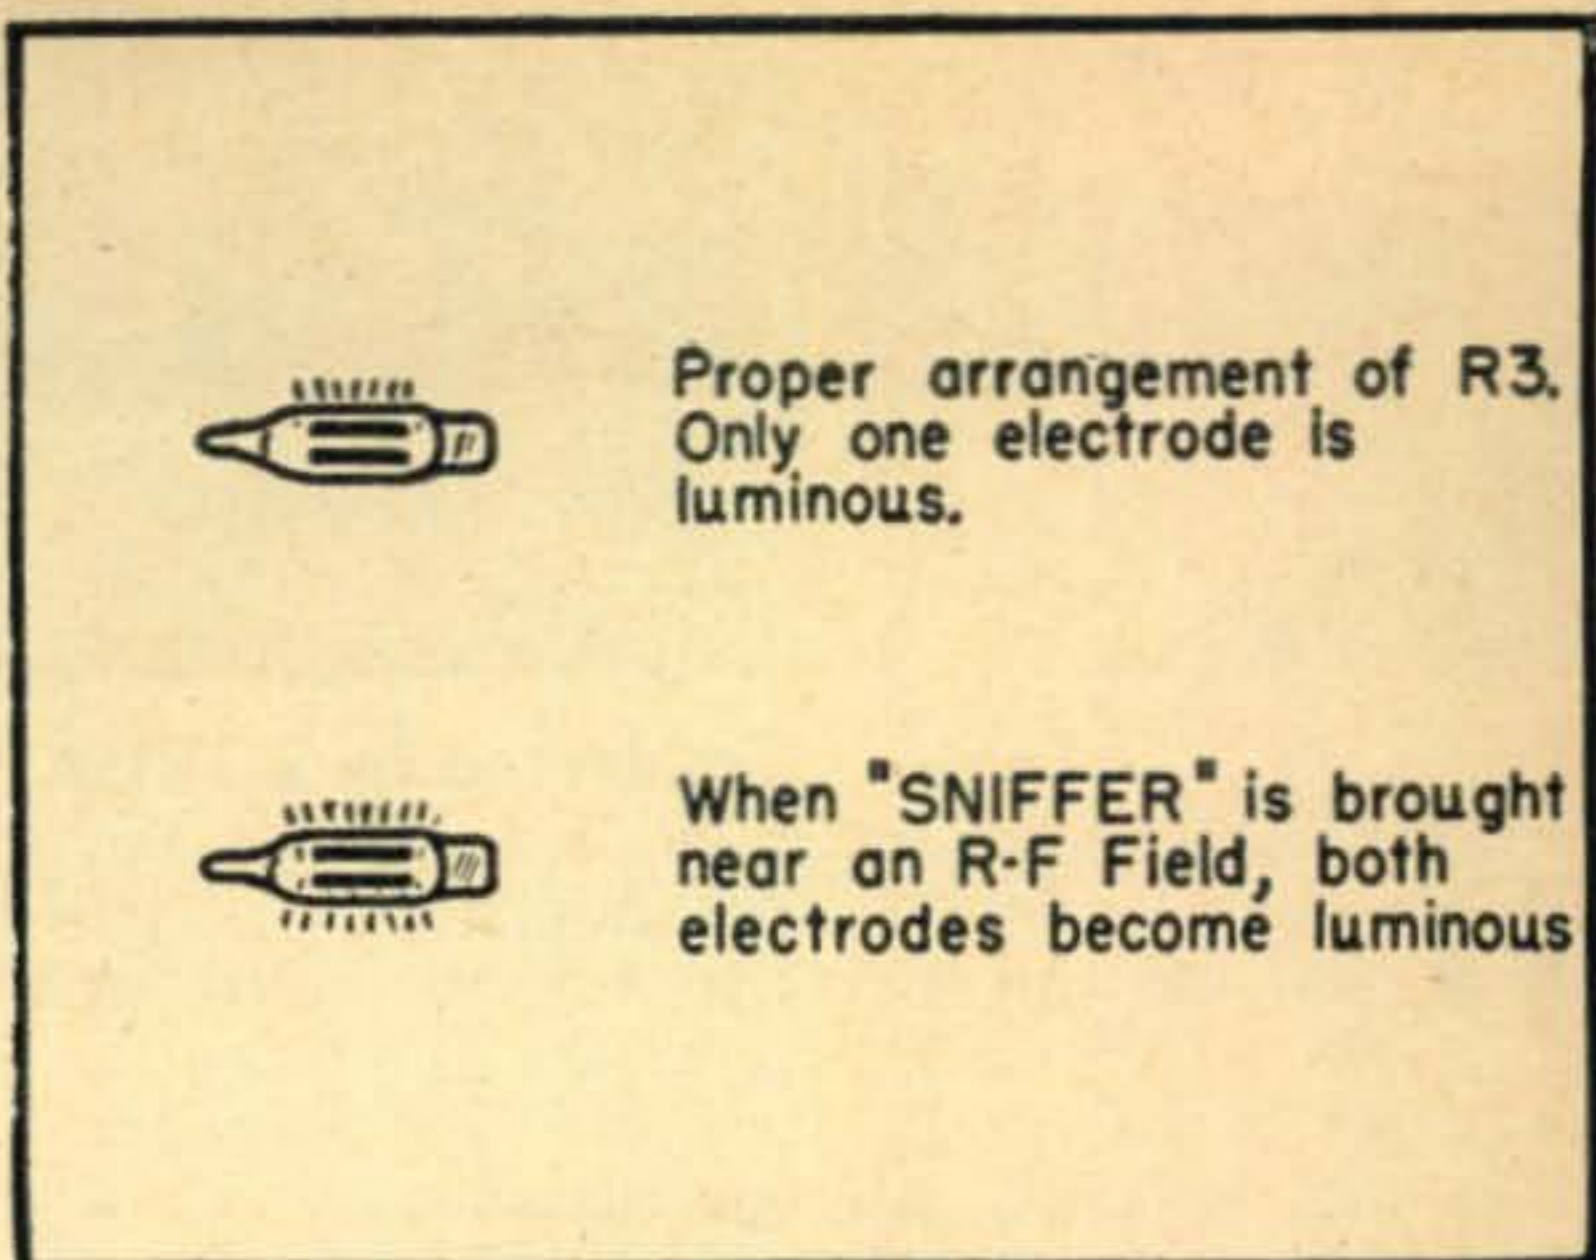 Proper arrangement of R3.
Only one electrode is
luminous.
When "SNIFFER" is brought
near an R-F Field, both
electrodes become luminous